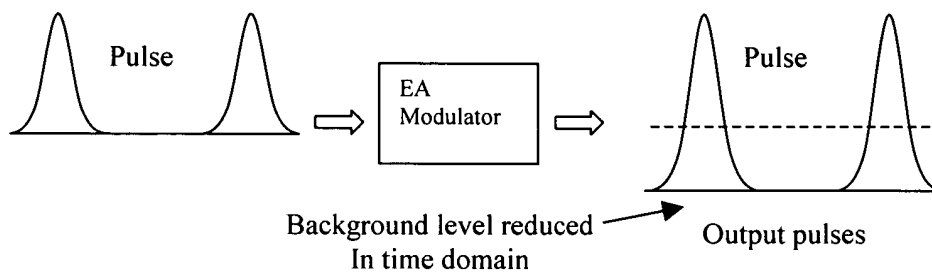 Pulse
EA
Modulator
Pulse
Background level reduced
In time domain
Output pulses